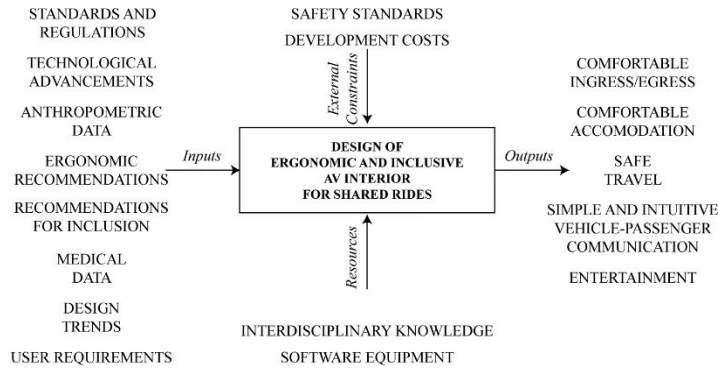 STANDARDS AND
REGULATIONS
TECHNOLOGICAL
ADVANCEMENTS
ANTHROPOMETRIC
DATA
ERGONOMIC
RECOMMENDATIONS
RECOMMENDATIONS
FOR INCLUSION
MEDICAL
DATA
DESIGN
TRENDS
USER REQUIREMENTS
Inputs
SAFETY STANDARDS
DEVELOPMENT COSTS
External
Constraints
DESIGN OF
ERGONOMIC AND INCLUSIVE
AV INTERIOR
FOR SHARED RIDES
Resources
INTERDISCIPLINARY KNOWLEDGE
SOFTWARE EQUIPMENT
Outputs
COMFORTABLE
INGRESS/EGRESS
COMFORTABLE
ACCOMODATION
SAFE
TRAVEL
SIMPLE AND INTUITIVE
VEHICLE-PASSENGER
COMMUNICATION
ENTERTAINMENT